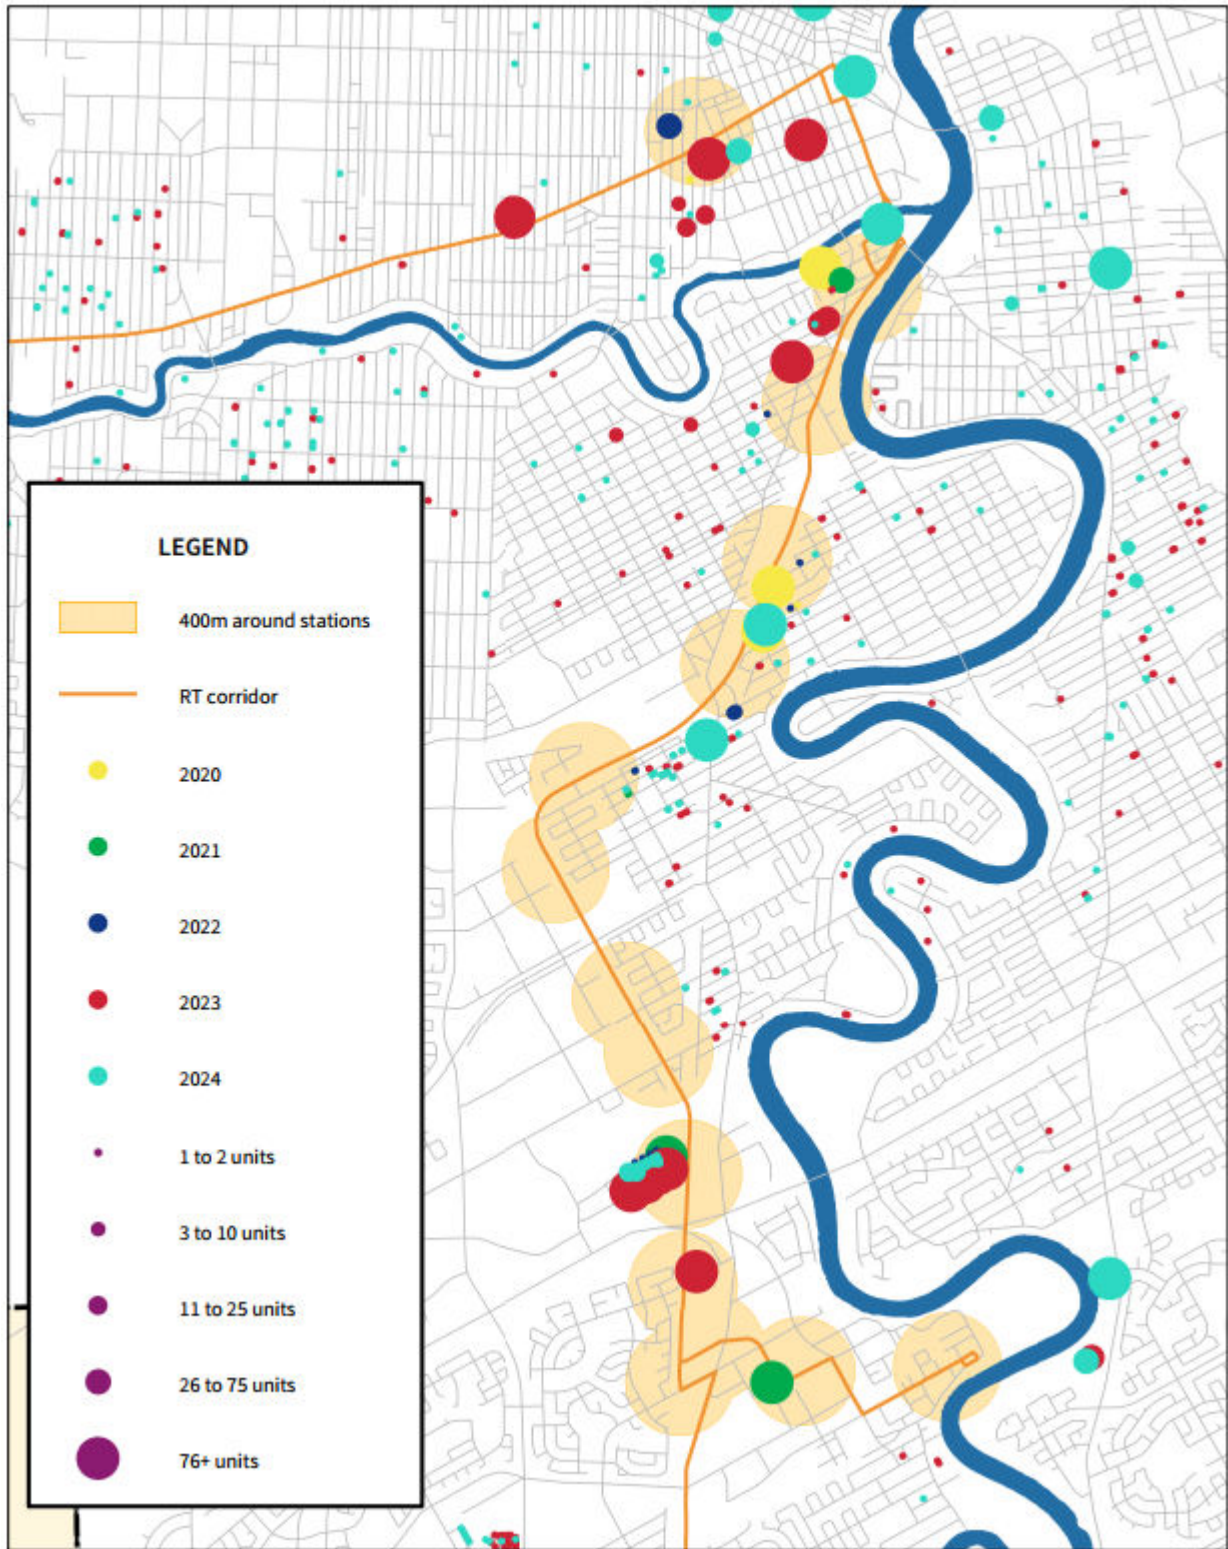 LEGEND
400m around stations
RT corridor
2020
2021
2022
2023
2024
1 to 2 units
3 to 10 units
11 to 25 units
26 to 75 units
76+ units